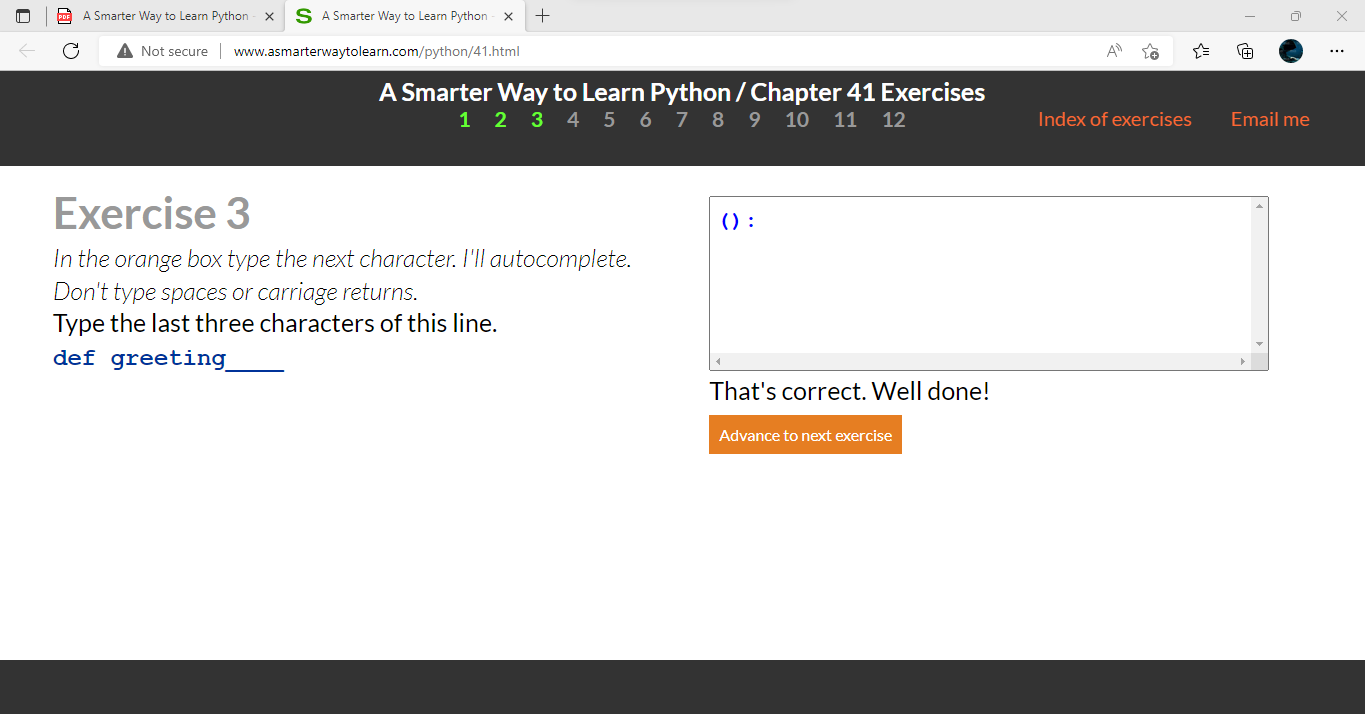 A Smarter Way to Learn Python -
A Smarter Way to Learn Python -
Not secure
www.asmarterwaytolearn.com/python/41.html
A Smarter Way to Learn Python / Chapter 41 Exercises
1 2 3 4 5 6 7 8 9 10 11 12
Index of exercises
Email me
Exercise 3
In the orange box type the next character. I'll autocomplete.
Don't type spaces or carriage returns.
Type the last three characters of this line.
def greeting____
():
That's correct. Well done!
Advance to next exercise